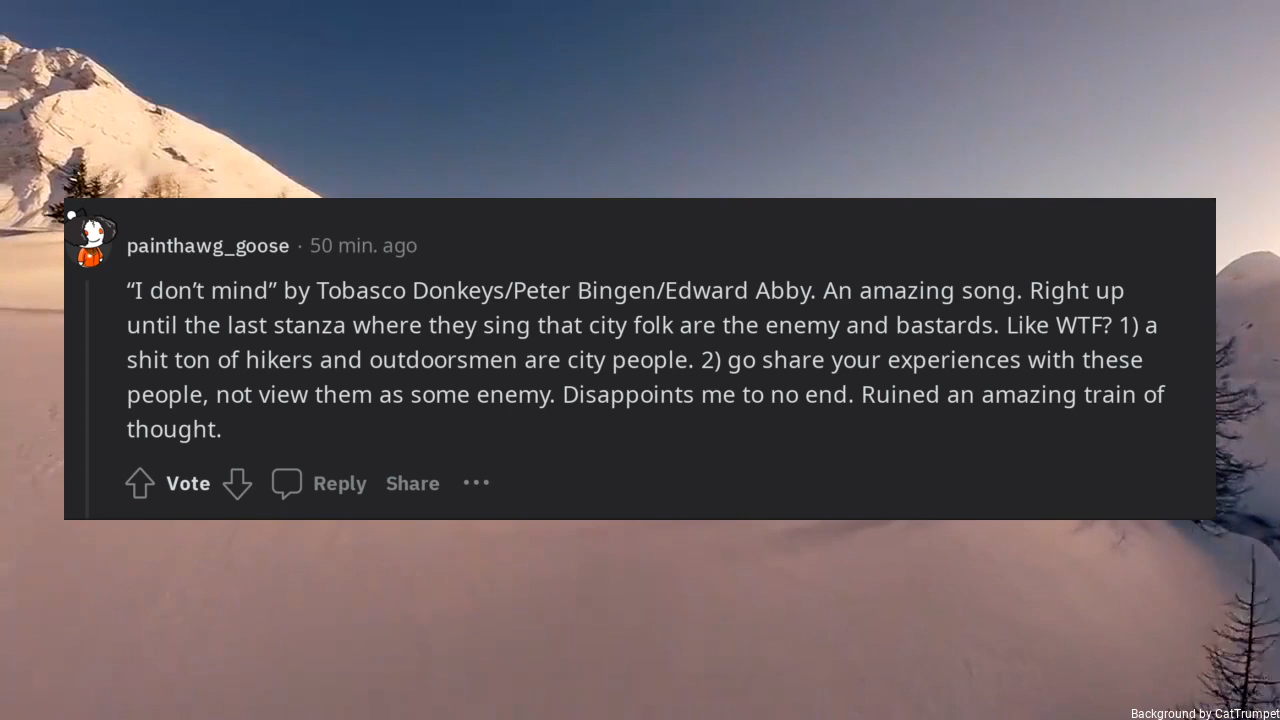 painthawg_goose · 50 min. ago
“I don’t mind” by Tobasco Donkeys/Peter Bingen/Edward Abby. An amazing song. Right up
until the last stanza where they sing that city folk are the enemy and bastards. Like WTF? 1) a
shit ton of hikers and outdoorsmen are city people. 2) go share your experiences with these
people, not view them as some enemy. Disappoints me to no end. Ruined an amazing train of
thought.
Vote Reply Share ···
Background by CatTrumpet